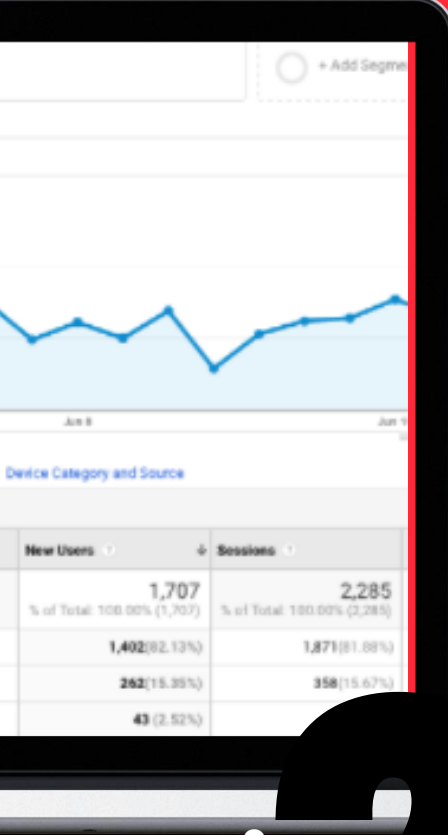 + Add Segme
Jun 8
Jun 1
Device Category and Source
New Users
Sessions
1,707
% of Total: 100.00% (1,707)
2,285
% of Total: 100.00% (2,285)
1,402(82.13%)
1,871(81.88%)
262(15.35%)
358(15.67%)
43 (2.52%)